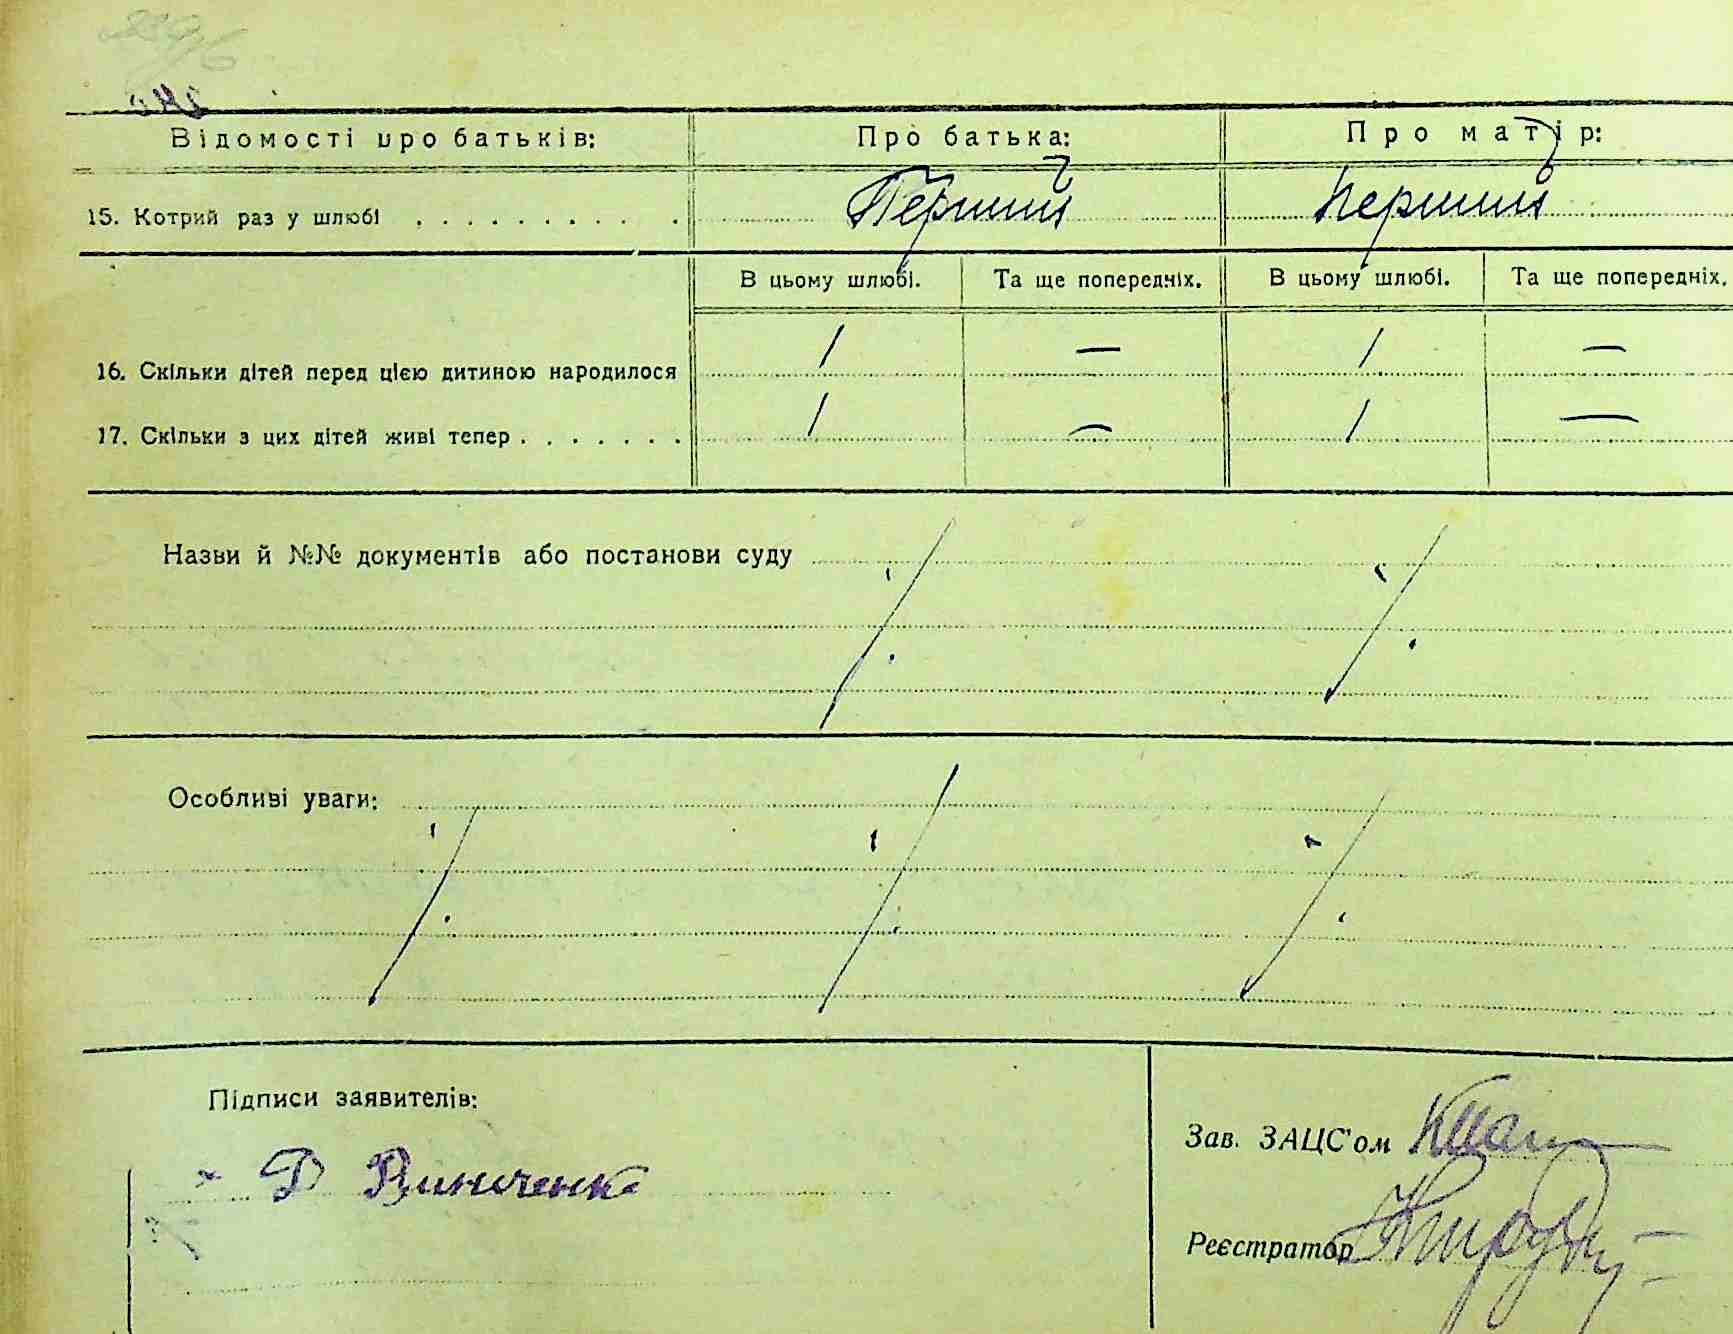 Відомості про батьків: Про батька: Про матір:
15. Котрий раз у шлюбі . . . . . . . . . . Перший Перший
В цьому шлюбі. Та ще попередніх. В цьому шлюбі. Та ще попередніх.
16. Скільки дітей перед цією дитиною народилося 1 — 1 —
17. Скільки з цих дітей живі тепер . . . . . . . 1 — 1 —
Назви й №№ документів або постанови суду
Особливі уваги:
Підписи заявителів:
Зав. ЗАЦС'ом
Реєстратор